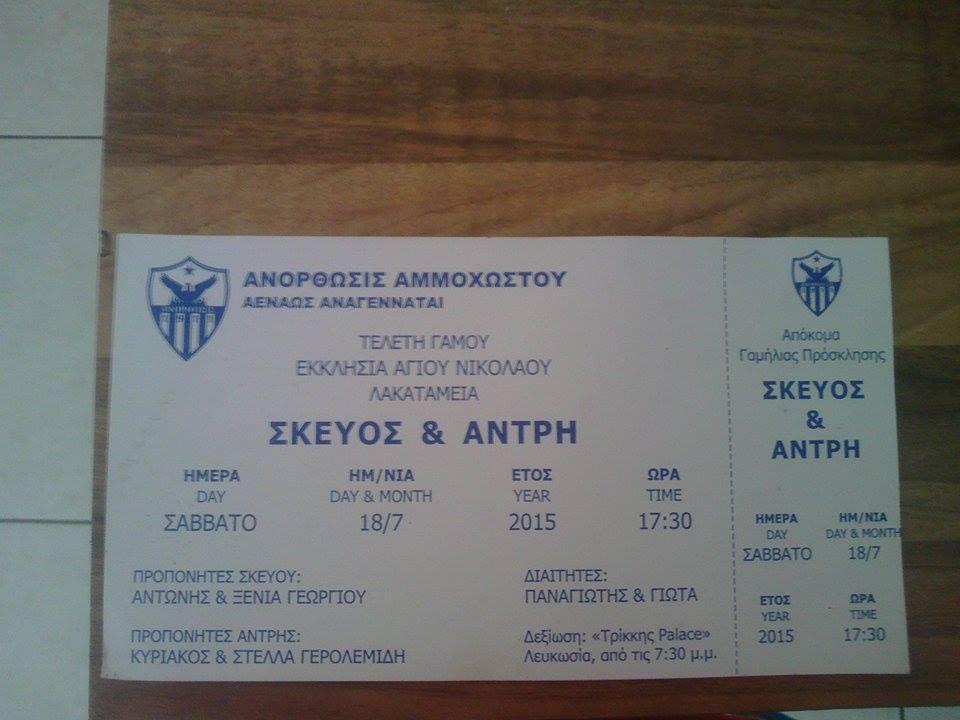 ΑΝΟΡΘΩΣΙΣ ΑΜΜΟΧΩΣΤΟΥ
ΑΕΝΑΩΣ ΑΝΑΓΕΝΝΑΤΑΙ
ΑΝΟΡΘΩΣΙΣ
ΤΕΛΕΤΗ ΓΑΜΟΥ
ΕΚΚΛΗΣΙΑ ΑΓΙΟΥ ΝΙΚΟΛΑΟΥ
ΛΑΚΑΤΑΜΕΙΑ
ΣΚΕΥΟΣ & ΑΝΤΡΗ
ΗΜΕΡΑ ΗΜ/ΝΙΑ ΕΤΟΣ ΩΡΑ
DAY DAY & MONTH YEAR TIME
ΣΑΒΒΑΤΟ 18/7 2015 17:30
ΠΡΟΠΟΝΗΤΕΣ ΣΚΕΥΟΥ:
ΑΝΤΩΝΗΣ & ΞΕΝΙΑ ΓΕΩΡΓΙΟΥ
ΠΡΟΠΟΝΗΤΕΣ ΑΝΤΡΗΣ:
ΚΥΡΙΑΚΟΣ & ΣΤΕΛΛΑ ΓΕΡΟΛΕΜΙΔΗ
ΔΙΑΙΤΗΤΕΣ:
ΠΑΝΑΓΙΩΤΗΣ & ΓΙΩΤΑ
Δεξίωση: «Τρίκκης Palace»
Λευκωσία, από τις 7:30 μ.μ.
Απόκομα
Γαμήλιας Πρόσκλησης
ΣΚΕΥΟΣ
&
ΑΝΤΡΗ
ΗΜΕΡΑ ΗΜ/ΝΙΑ
DAY DAY & MONTH
ΣΑΒΒΑΤΟ 18/7
ΕΤΟΣ ΩΡΑ
YEAR TIME
2015 17:30